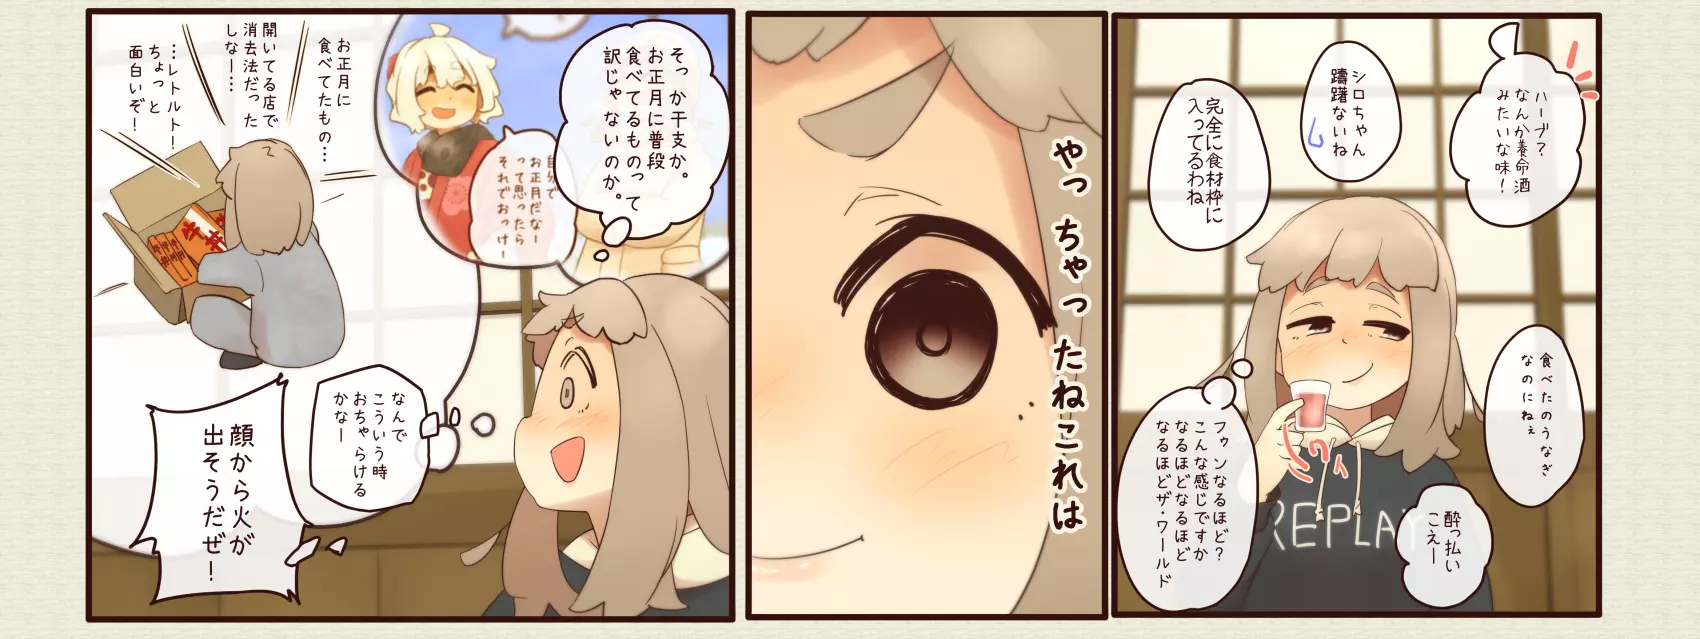 ハーブ?
なんか養命酒
みたいな味!
シロちゃん
躊躇ないね
完全に食材枠に
入ってるわね
食べたのうなぎ
なのにねぇ
フゥンなるほど?
こんな感じですか
なるほどなるほど
なるほどザ・ワールド
クイ
酔っ払い
こえー
REPLAY
やっちゃったねこれは
そっか干支か。
お正月に普段
食べてるものって
訳じゃないのか。
自分で
お正月だなー
って思ったら
それでおっけー!
お正月に
食べてたもの…
開いてる店で
消去法だった
しなー…
…レトルト!
ちょっと
面白いぞ!
牛丼
なんで
こういう時
おちゃらける
かなー
顔から火が
出そうだぜ!